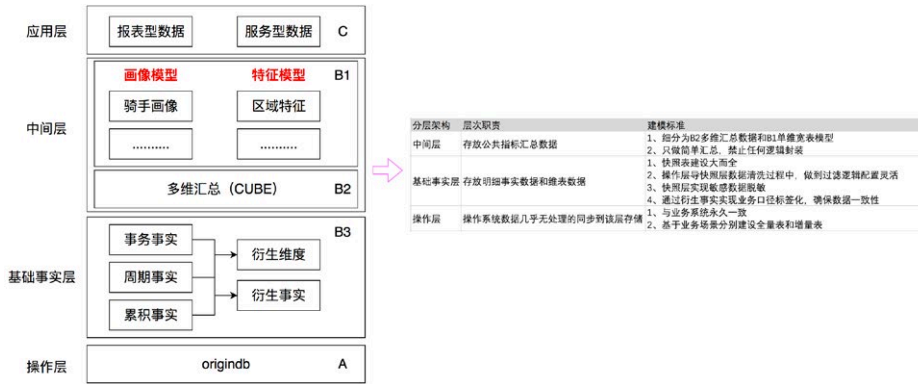 应用层
报表型数据 服务型数据 C
中间层
画像模型 特征模型 B1
骑手画像 区域特征
.......... ..........
多维汇总（CUBE） B2
基础事实层
B3
事务事实
周期事实
累积事实
衍生维度
衍生事实
操作层
origindb A
分层架构 层次职责 建模标准
中间层 存放公共指标汇总数据
1、细分为B2多维汇总数据和B1单维宽表模型
2、只做简单汇总，禁止任何逻辑封装
基础事实层 存放明细事实数据和维表数据
1、快照表建设大而全
2、操作层导快照层数据清洗过程中，做到过滤逻辑配置灵活
3、快照层实现敏感数据脱敏
4、通过衍生事实实现业务口径标签化，确保数据一致性
操作层 操作系统数据几乎无处理的同步到该层存储
1、与业务系统永久一致
2、基于业务场景分别建设全量表和增量表